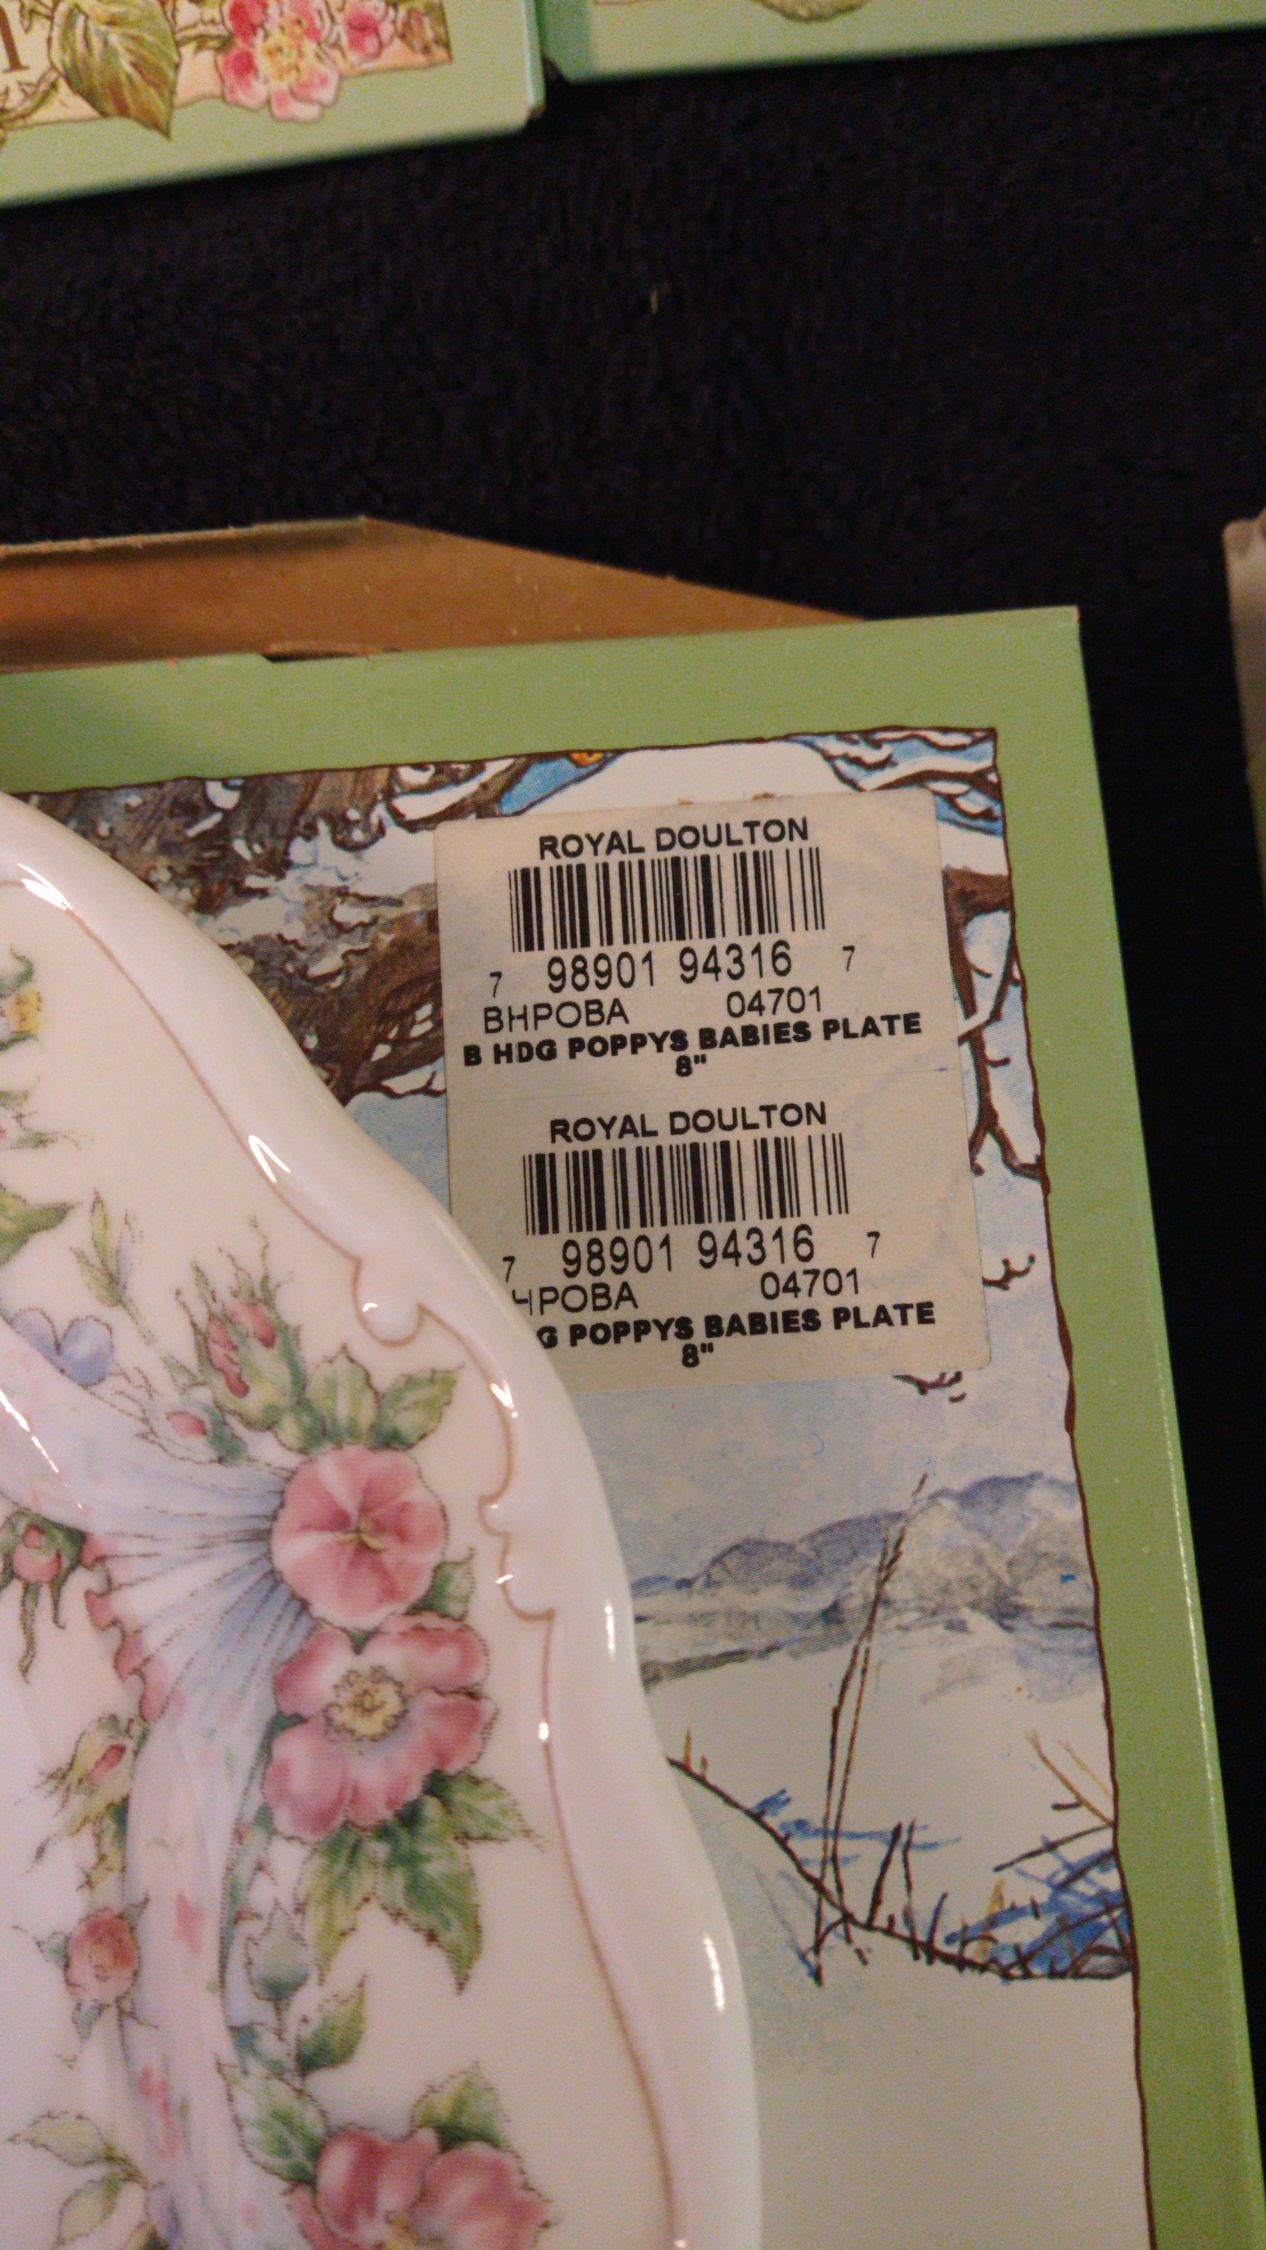 ROYAL DOULTON
7 98901 94316 7
BHPOBA 04701
B HDG POPPYS BABIES PLATE
8"
ROYAL DOULTON
7 98901 94316 7
HPOBA 04701
G POPPYS BABIES PLATE
8"